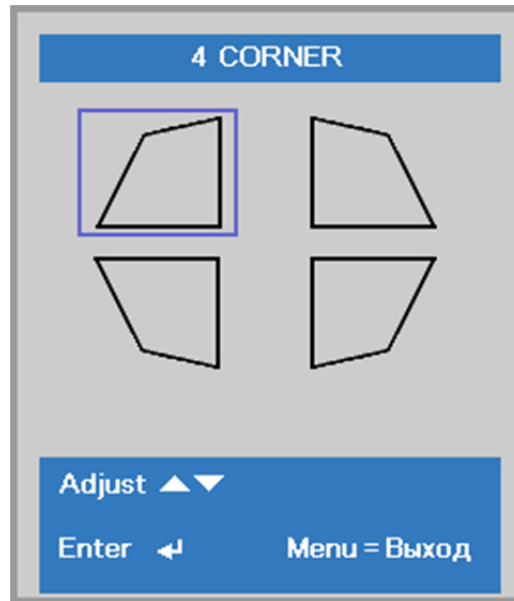 4 CORNER
Adjust ▲▼
Enter ↵
Menu = Выход